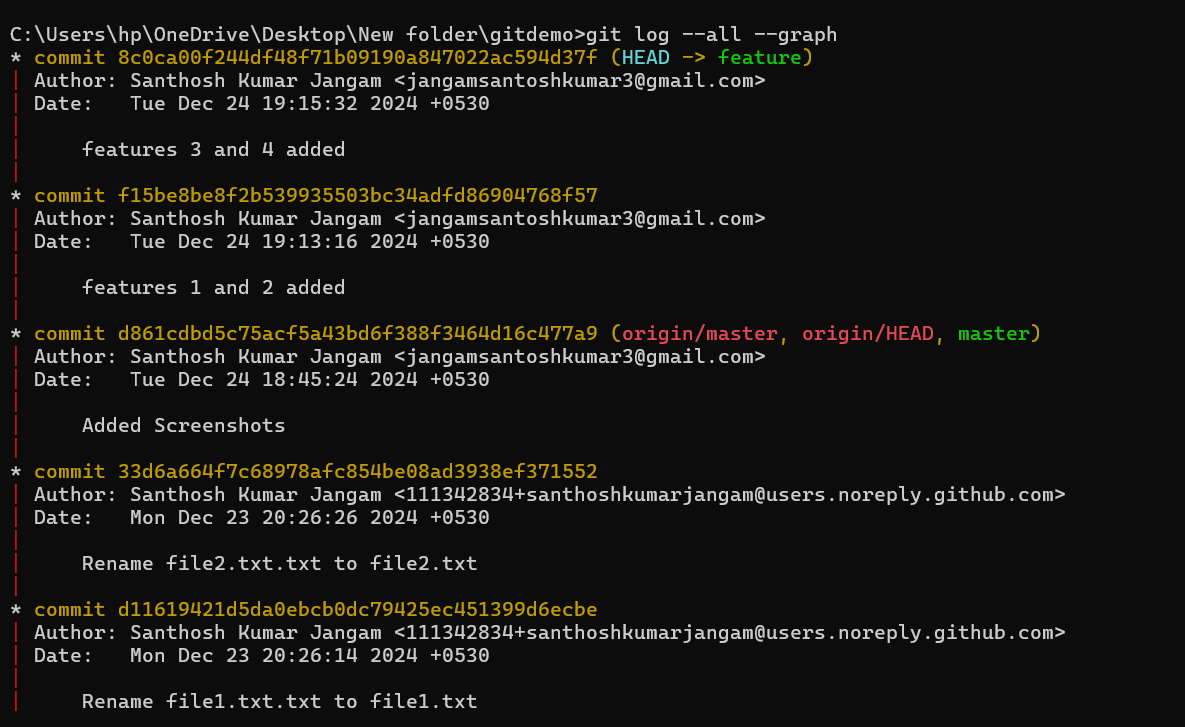 C:\Users\hp\OneDrive\Desktop\New folder\gitdemo>git log --all --graph
* commit 8c0ca00f244df48f71b09190a847022ac594d37f (HEAD -> feature)
| Author: Santhosh Kumar Jangam <jangamsantoshkumar3@gmail.com>
| Date:   Tue Dec 24 19:15:32 2024 +0530
|
|     features 3 and 4 added
|
* commit f15be8be8f2b539935503bc34adfd86904768f57
| Author: Santhosh Kumar Jangam <jangamsantoshkumar3@gmail.com>
| Date:   Tue Dec 24 19:13:16 2024 +0530
|
|     features 1 and 2 added
|
* commit d861cdbd5c75acf5a43bd6f388f3464d16c477a9 (origin/master, origin/HEAD, master)
| Author: Santhosh Kumar Jangam <jangamsantoshkumar3@gmail.com>
| Date:   Tue Dec 24 18:45:24 2024 +0530
|
|     Added Screenshots
|
* commit 33d6a664f7c68978afc854be08ad3938ef371552
| Author: Santhosh Kumar Jangam <111342834+santhoshkumarjangam@users.noreply.github.com>
| Date:   Mon Dec 23 20:26:26 2024 +0530
|
|     Rename file2.txt.txt to file2.txt
|
* commit d11619421d5da0ebcb0dc79425ec451399d6ecbe
| Author: Santhosh Kumar Jangam <111342834+santhoshkumarjangam@users.noreply.github.com>
| Date:   Mon Dec 23 20:26:14 2024 +0530
|
|     Rename file1.txt.txt to file1.txt